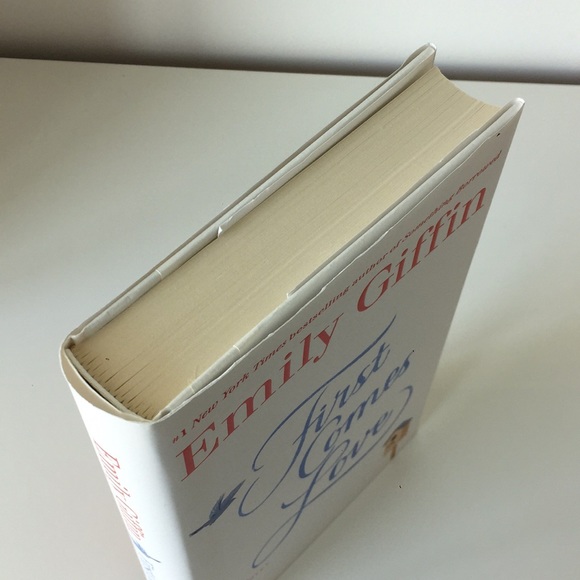 #1 New York Times bestselling author of Something Borrowed
Emily Giffin
First
Comes
Love
Emily Giffin